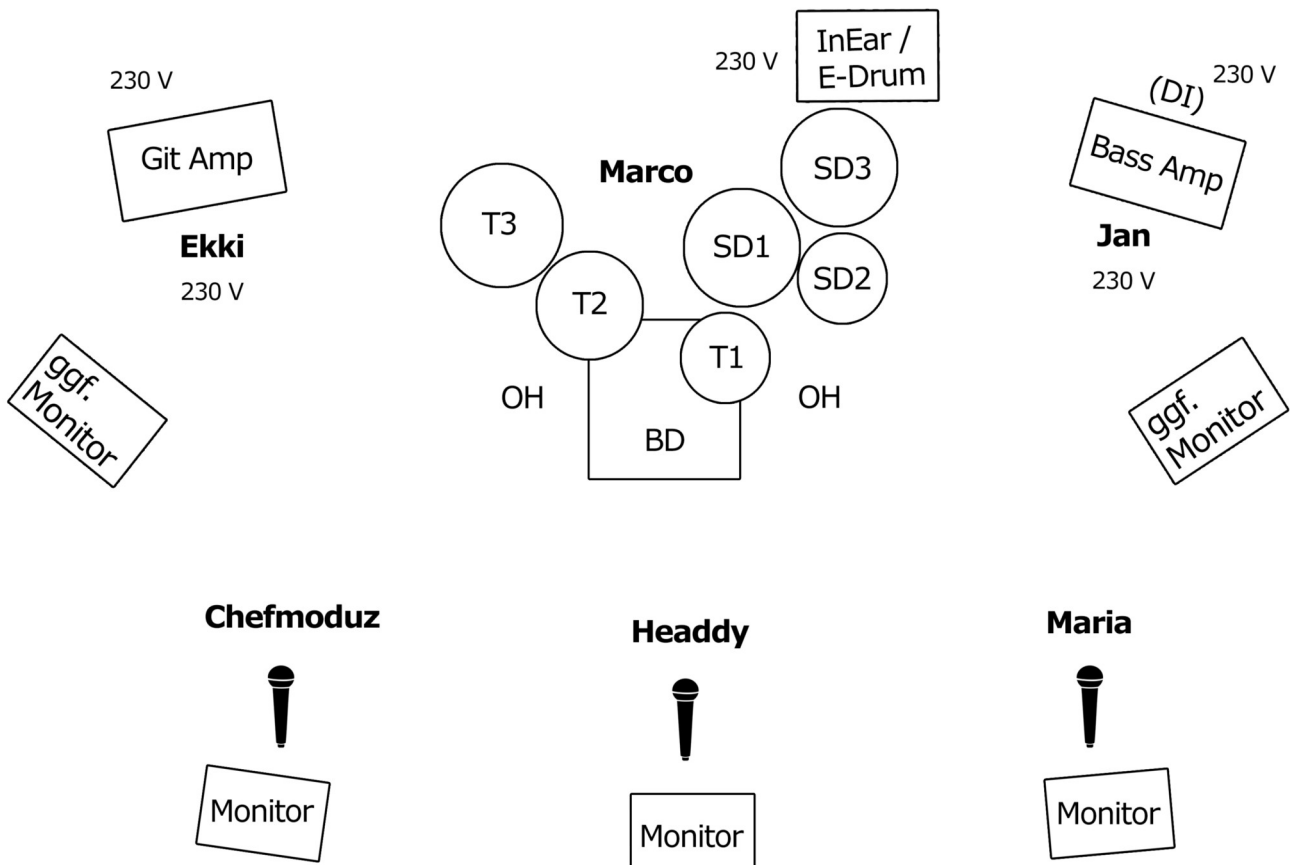 InEar /
E-Drum
230 V
230 V
(DI)
230 V
Git Amp
Marco
SD3
Bass Amp
T3
SD1
Ekki
Jan
SD2
230 V
230 V
T2
T1
ggf.
Monitor
OH
OH
ggf.
Monitor
BD
Chefmoduz
Headdy
Maria
Monitor
Monitor
Monitor